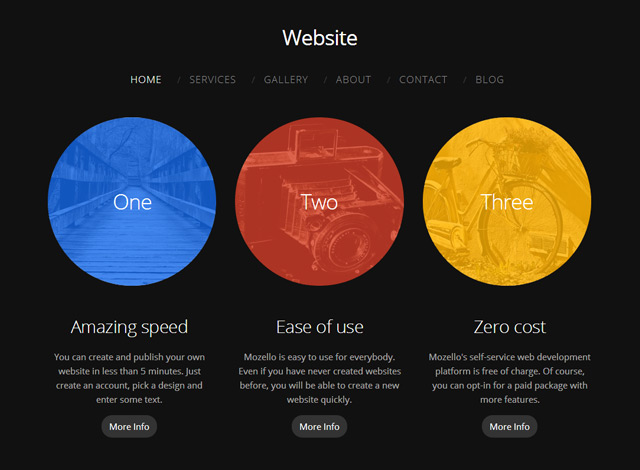 Website
HOME / SERVICES / GALLERY / ABOUT / CONTACT / BLOG
One
Two
Three
Amazing speed
You can create and publish your own
website in less than 5 minutes. Just
create an account, pick a design and
enter some text.
More Info
Ease of use
Mozello is easy to use for everybody.
Even if you have never created websites
before, you will be able to create a new
website quickly.
More Info
Zero cost
Mozello's self-service web development
platform is free of charge. Of course,
you can opt-in for a paid package with
more features.
More Info